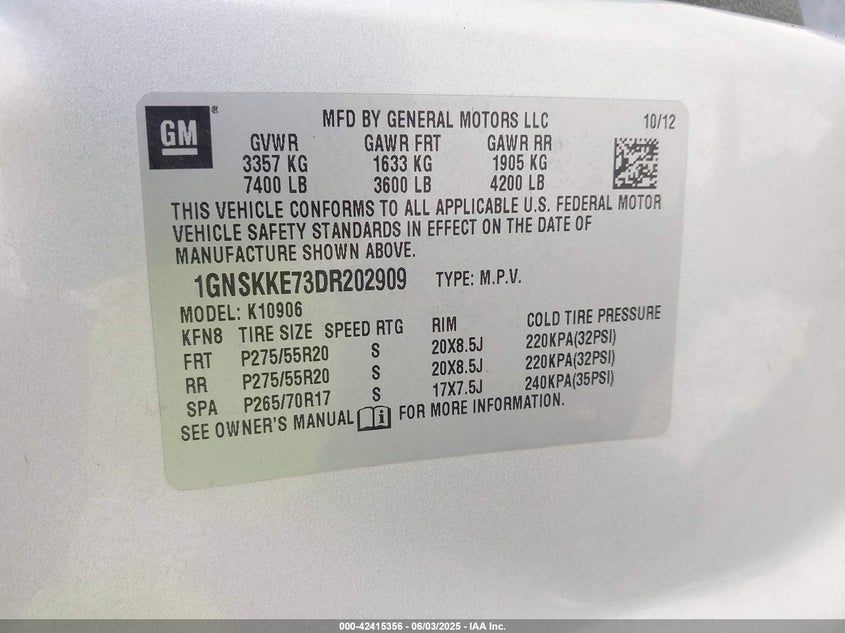 GM ®
MFD BY GENERAL MOTORS LLC 10/12
GVWR GAWR FRT GAWR RR
3357 KG 1633 KG 1905 KG
7400 LB 3600 LB 4200 LB
THIS VEHICLE CONFORMS TO ALL APPLICABLE U.S. FEDERAL MOTOR
VEHICLE SAFETY STANDARDS IN EFFECT ON THE DATE OF
MANUFACTURE SHOWN ABOVE.
1GNSKKE73DR202909 TYPE: M.P.V.
MODEL: K10906
KFN8 TIRE SIZE SPEED RTG RIM COLD TIRE PRESSURE
FRT P275/55R20 S 20X8.5J 220KPA(32PSI)
RR P275/55R20 S 20X8.5J 220KPA(32PSI)
SPA P265/70R17 S 17X7.5J 240KPA(35PSI)
SEE OWNER'S MANUAL FOR MORE INFORMATION.
000-42415356 - 06/03/2025 - IAA Inc.